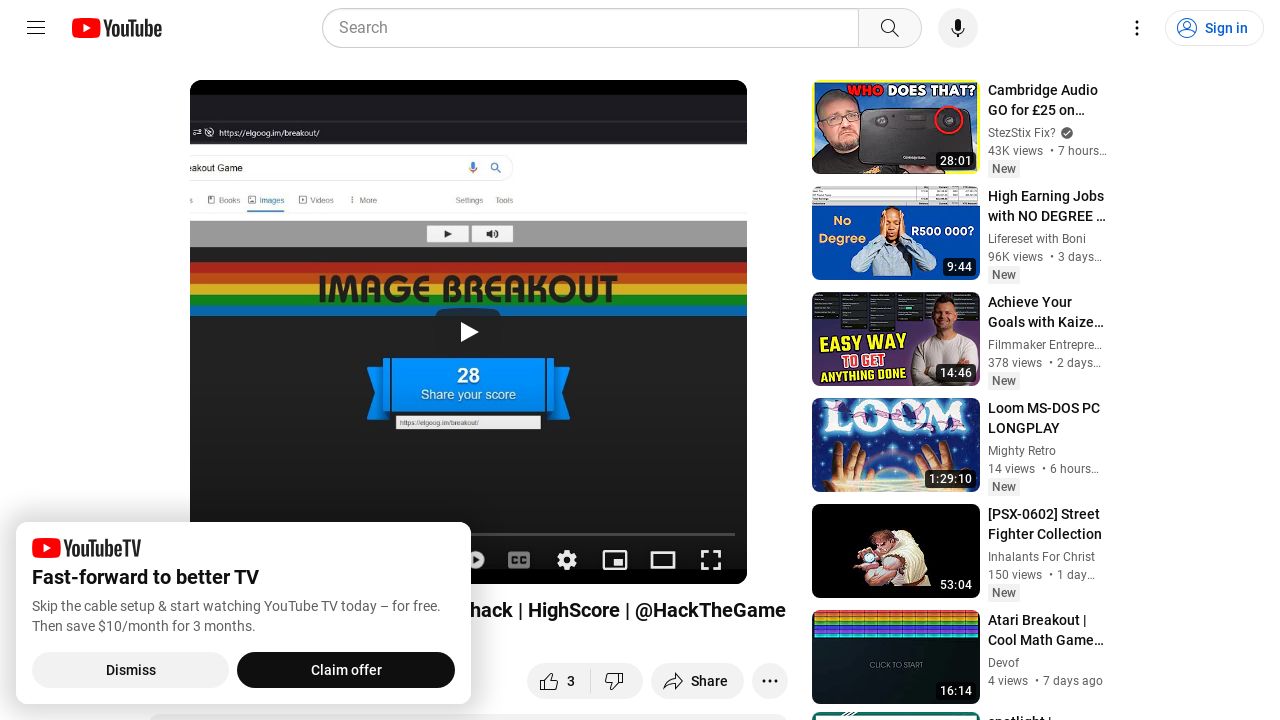 YouTube
Search
Sign in
https://elgoog.im/breakout/
eakout Game
Books
Images
Videos
More
Settings
Tools
IMAGE BREAKOUT
28
Share your score
https://elgoog.im/breakout/
CC
YouTubeTV
Fast-forward to better TV
Skip the cable setup & start watching YouTube TV today – for free.
Then save $10/month for 3 months.
Dismiss
Claim offer
hack | HighScore | @HackTheGame
3
Share
WHO DOES THAT?
28:01
Cambridge Audio
GO for £25 on…
StezStix Fix?
43K views • 7 hours…
New
No
Degree
R500 000?
9:44
High Earning Jobs
with NO DEGREE …
Lifereset with Boni
96K views • 3 days…
New
EASY WAY
TO GET
ANYTHING DONE
14:46
Achieve Your
Goals with Kaize…
Filmmaker Entrepre…
378 views • 2 days…
New
LOOM
1:29:10
Loom MS-DOS PC
LONGPLAY
Mighty Retro
14 views • 6 hours…
New
53:04
[PSX-0602] Street
Fighter Collection
Inhalants For Christ
150 views • 1 day…
New
CLICK TO START
16:14
Atari Breakout |
Cool Math Game…
Devof
4 views • 7 days ago